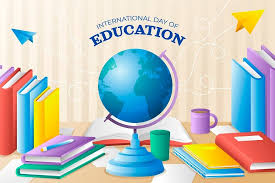 INTERNATIONAL DAY OF
EDUCATION